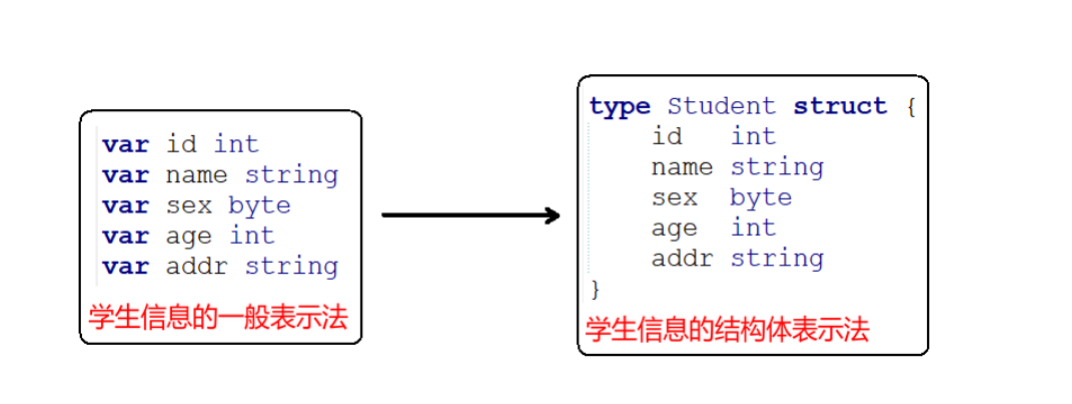 var id int
var name string
var sex byte
var age int
var addr string
学生信息的一般表示法
type Student struct {
id int
name string
sex byte
age int
addr string
}
学生信息的结构体表示法